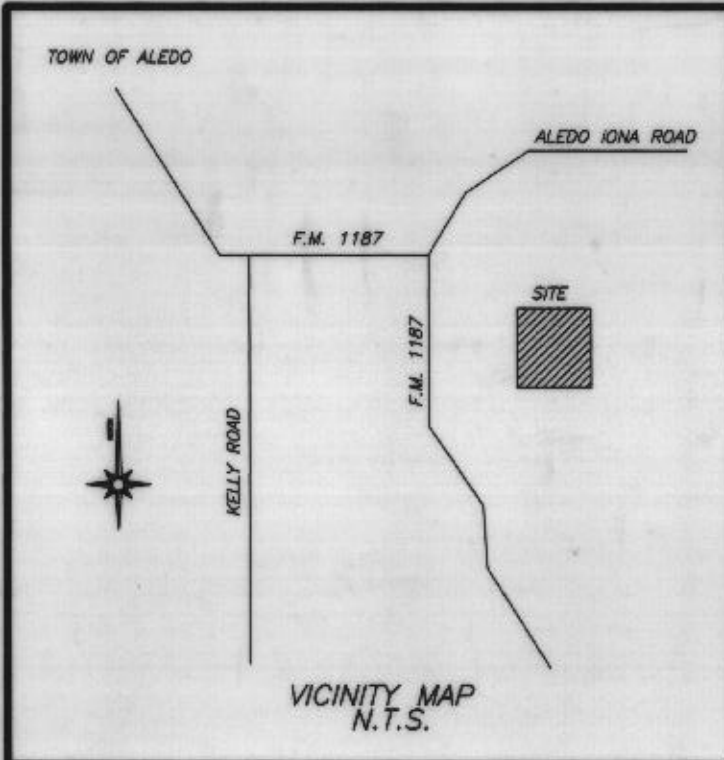 TOWN OF ALEDO
ALEDO IONA ROAD
F.M. 1187
SITE
F.M. 1187
KELLY ROAD
VICINITY MAP
N.T.S.